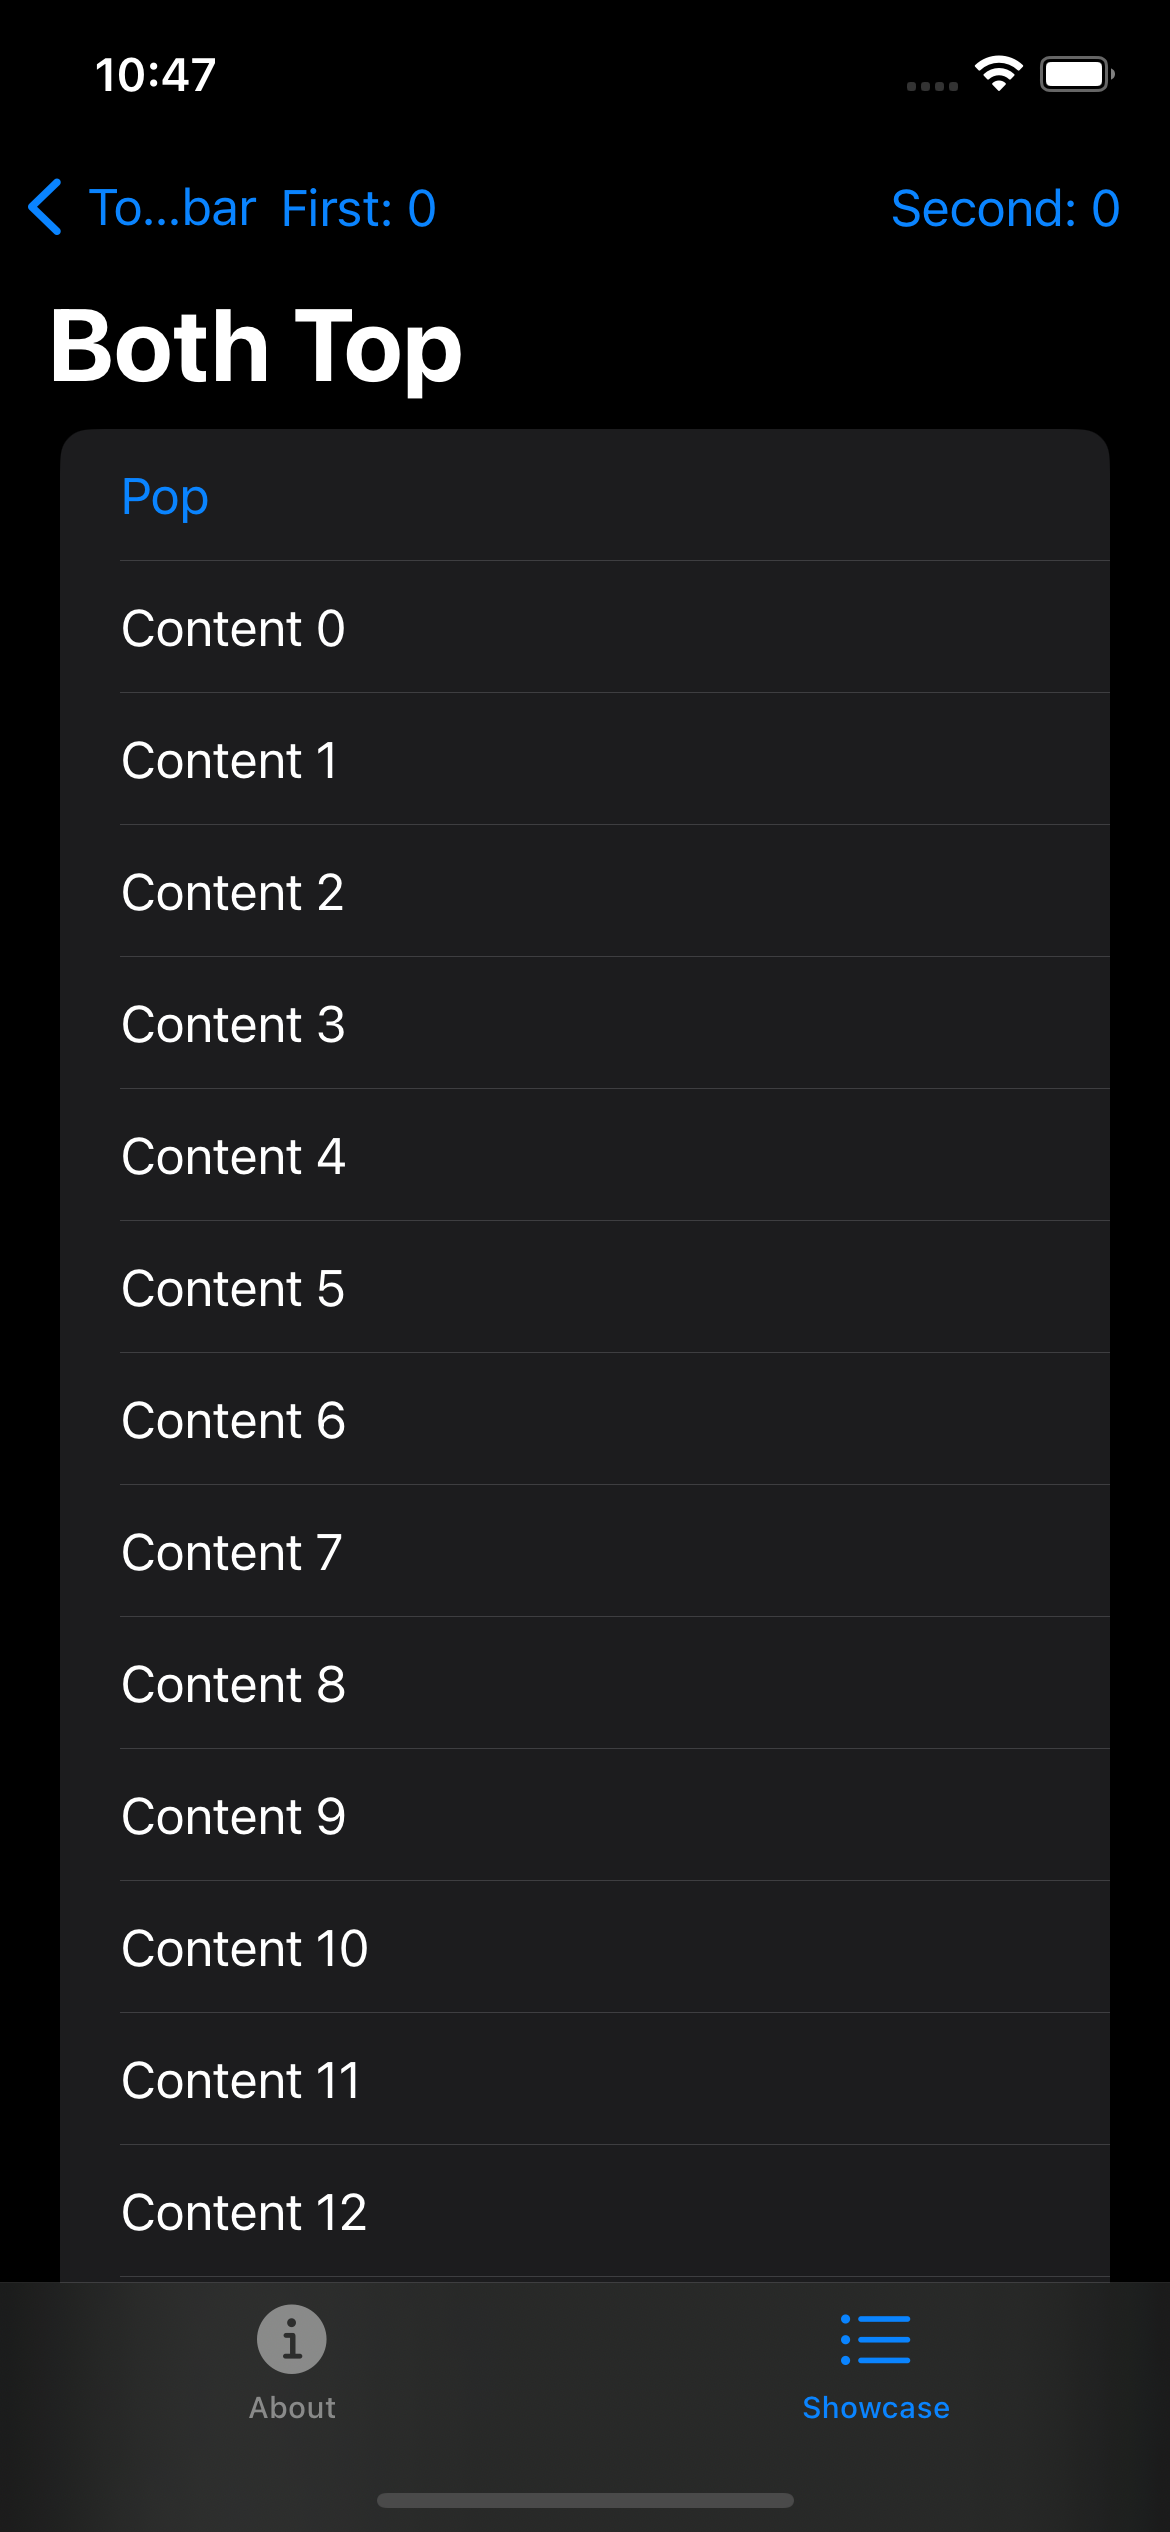 10:47
To...bar First: 0 Second: 0
Both Top
Pop
Content 0
Content 1
Content 2
Content 3
Content 4
Content 5
Content 6
Content 7
Content 8
Content 9
Content 10
Content 11
Content 12
About Showcase